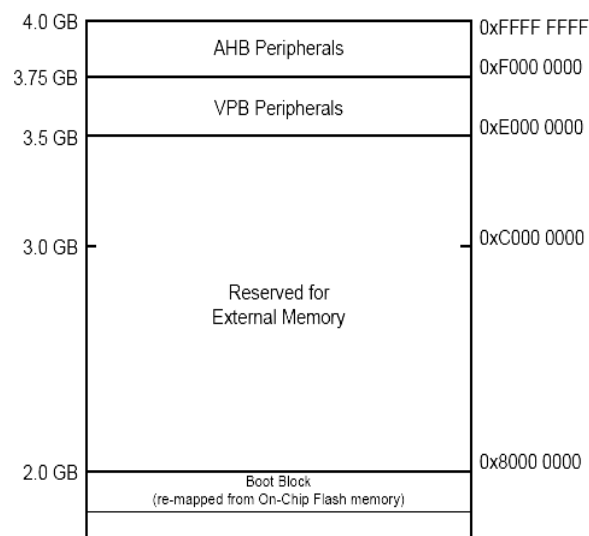 4.0 GB
0xFFFF FFFF
AHB Peripherals
0xF000 0000
3.75 GB
VPB Peripherals
0xE000 0000
3.5 GB
0xC000 0000
3.0 GB
Reserved for
External Memory
0x8000 0000
2.0 GB
Boot Block
(re-mapped from On-Chip Flash memory)